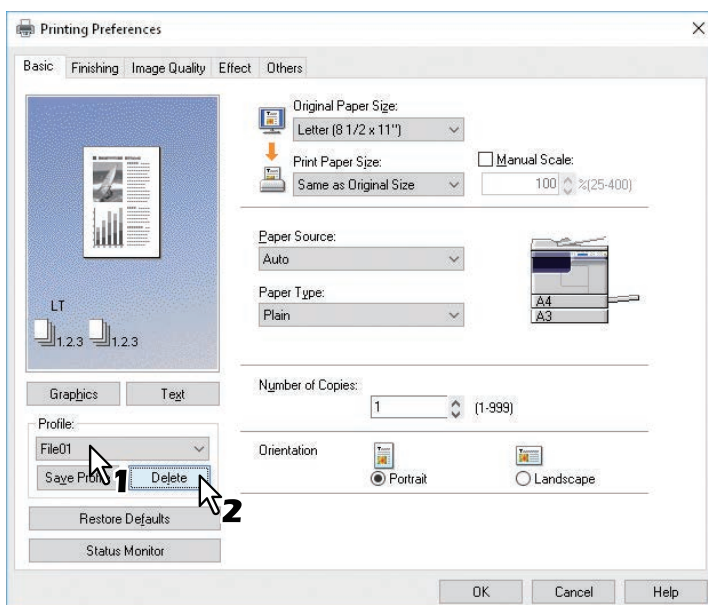 Printing Preferences
Basic Finishing Image Quality Effect Others
LT
1.2.3 1.2.3
Graphics Text
Profile:
File01
Save Profi Delete
1
2
Restore Defaults
Status Monitor
Original Paper Size:
Letter (8 1/2 x 11")
Print Paper Size:
Same as Original Size
Manual Scale:
100 %(25-400)
Paper Source:
Auto
Paper Type:
Plain
A4
A3
Number of Copies:
1 (1-999)
Orientation
Portrait Landscape
OK Cancel Help